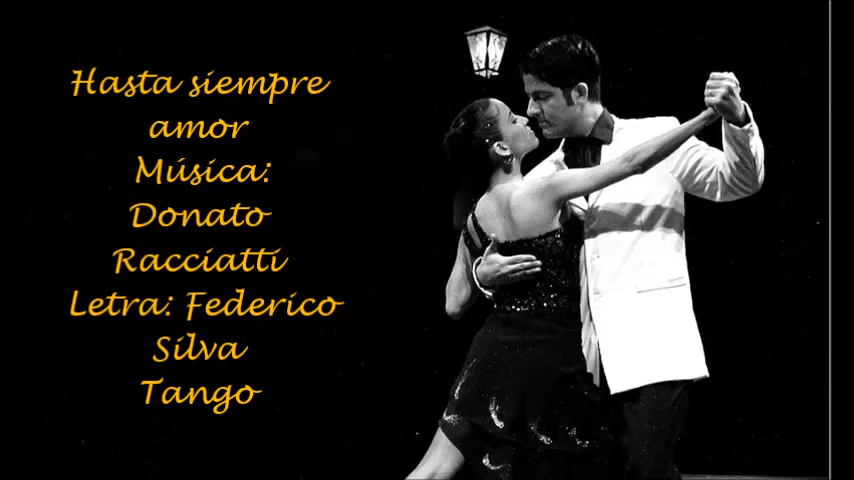 Hasta siempre
amor
Música:
Donato
Racciatti
Letra: Federico
Silva
Tango